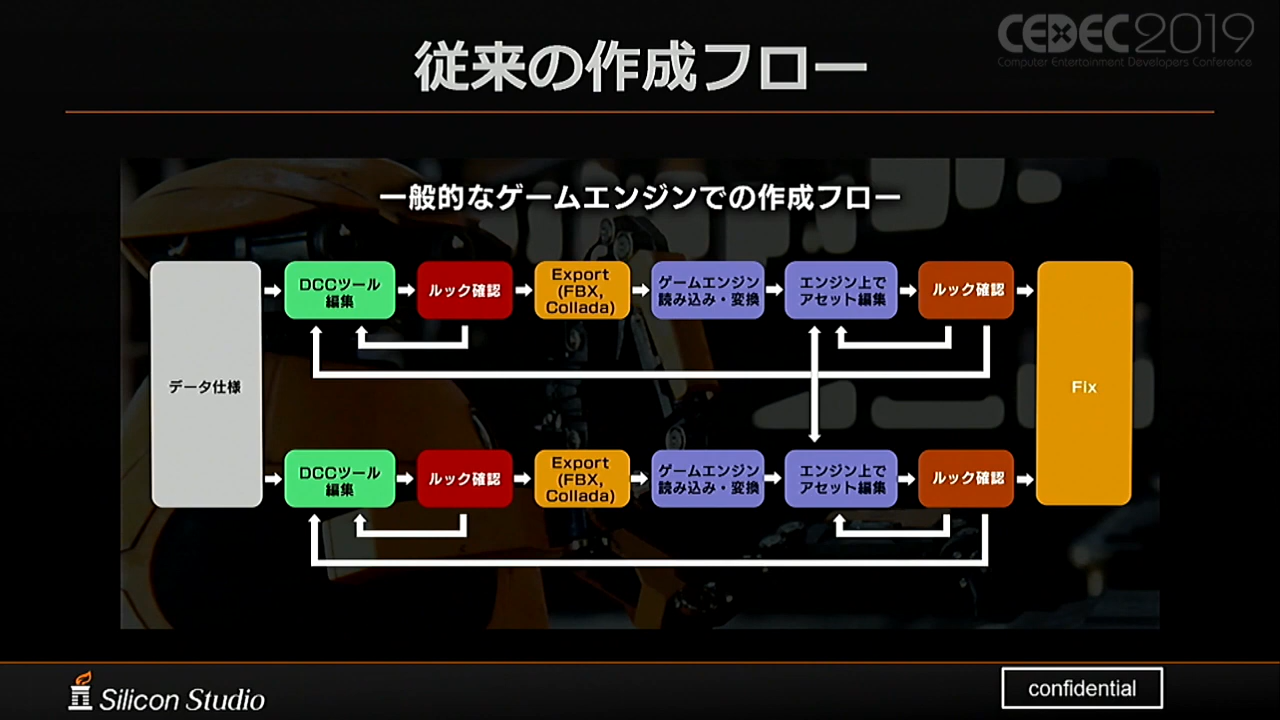 CEDEC2019
Computer Entertainment Developers Conference
従来の作成フロー
一般的なゲームエンジンでの作成フロー
データ仕様
DCCツール
編集
ルック確認
Export
(FBX,
Collada)
ゲームエンジン
読み込み・変換
エンジン上で
アセット編集
ルック確認
Fix
DCCツール
編集
ルック確認
Export
(FBX,
Collada)
ゲームエンジン
読み込み・変換
エンジン上で
アセット編集
ルック確認
Silicon Studio
confidential